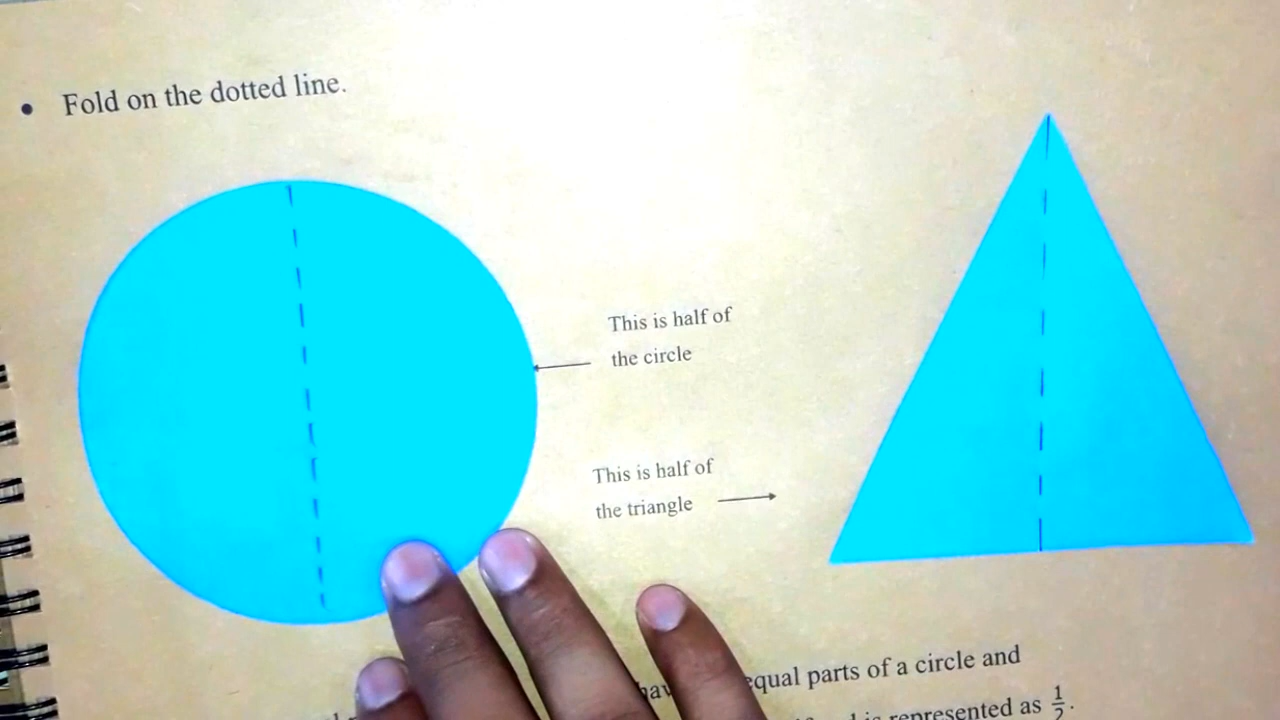 • Fold on the dotted line.
This is half of
the circle
This is half of
the triangle
equal parts of a circle and
is represented as 1/2.